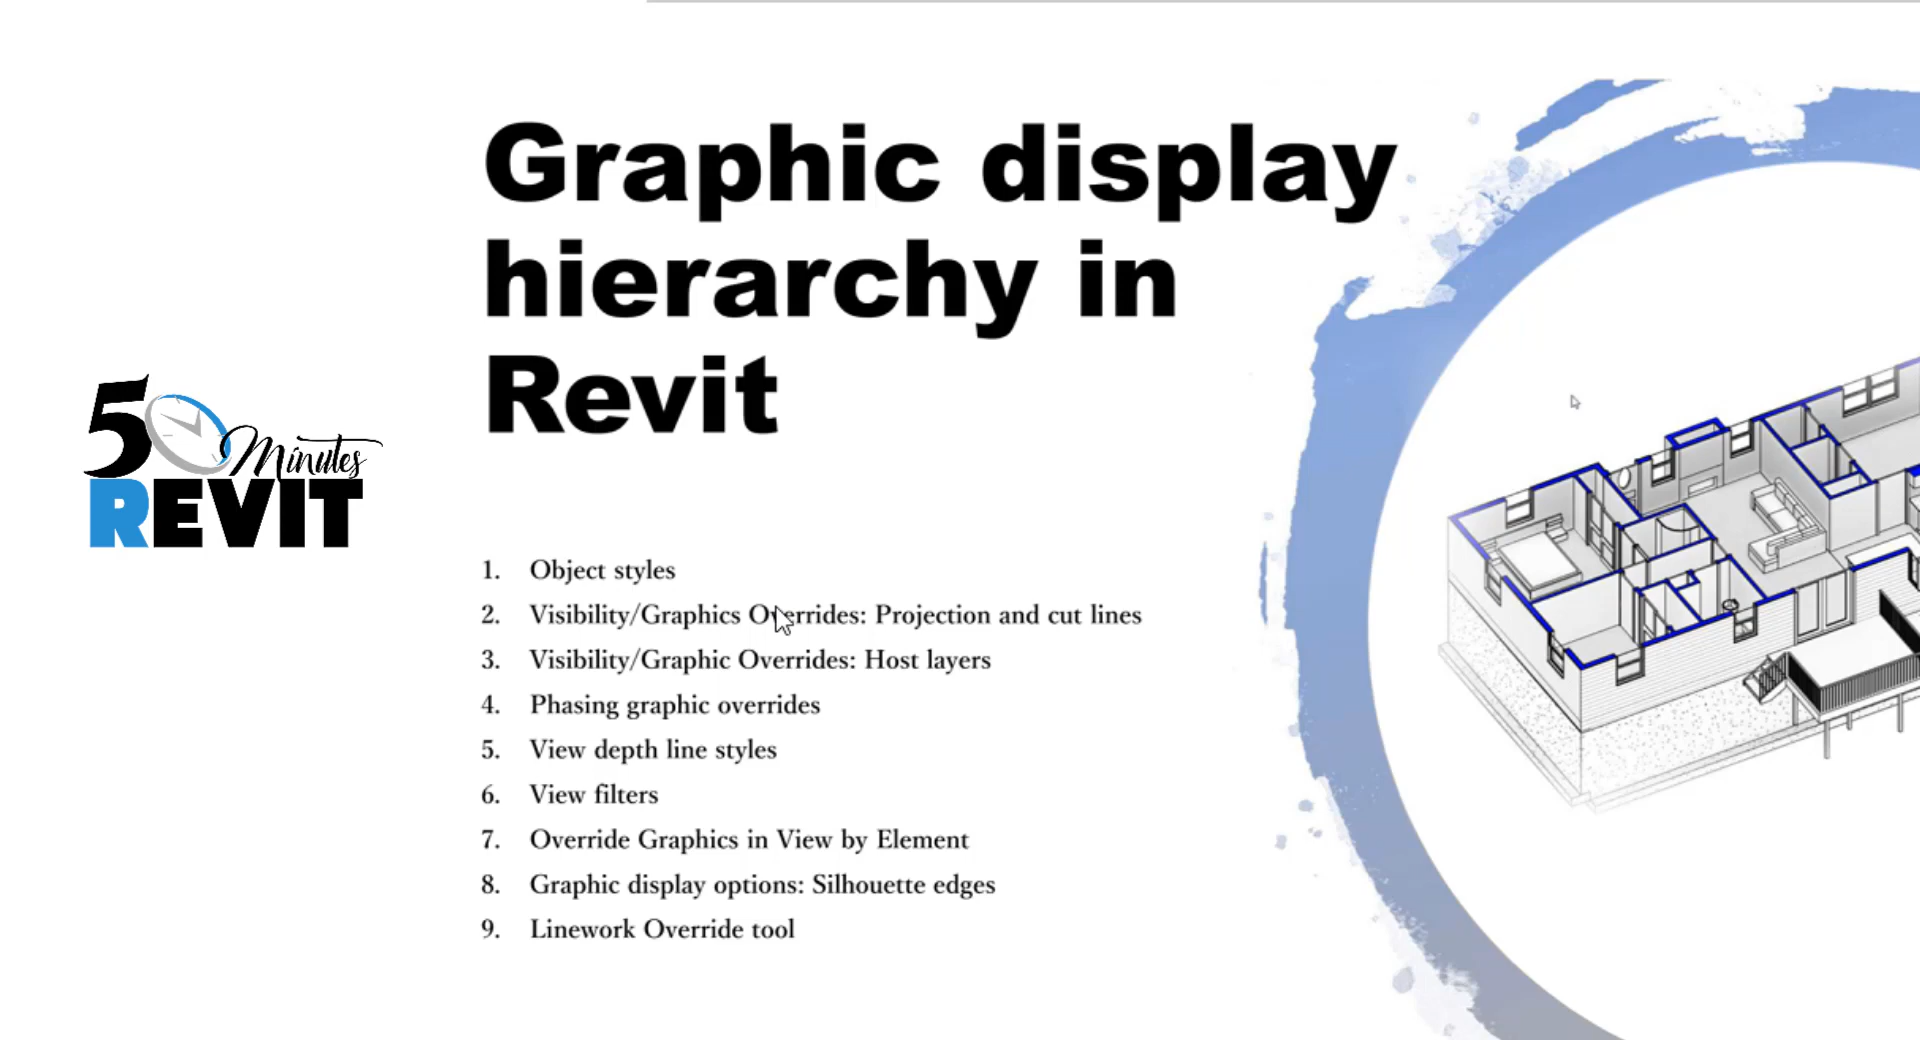 Graphic display
hierarchy in
Revit
50 Minutes
REVIT
1. Object styles
2. Visibility/Graphics Overrides: Projection and cut lines
3. Visibility/Graphic Overrides: Host layers
4. Phasing graphic overrides
5. View depth line styles
6. View filters
7. Override Graphics in View by Element
8. Graphic display options: Silhouette edges
9. Linework Override tool